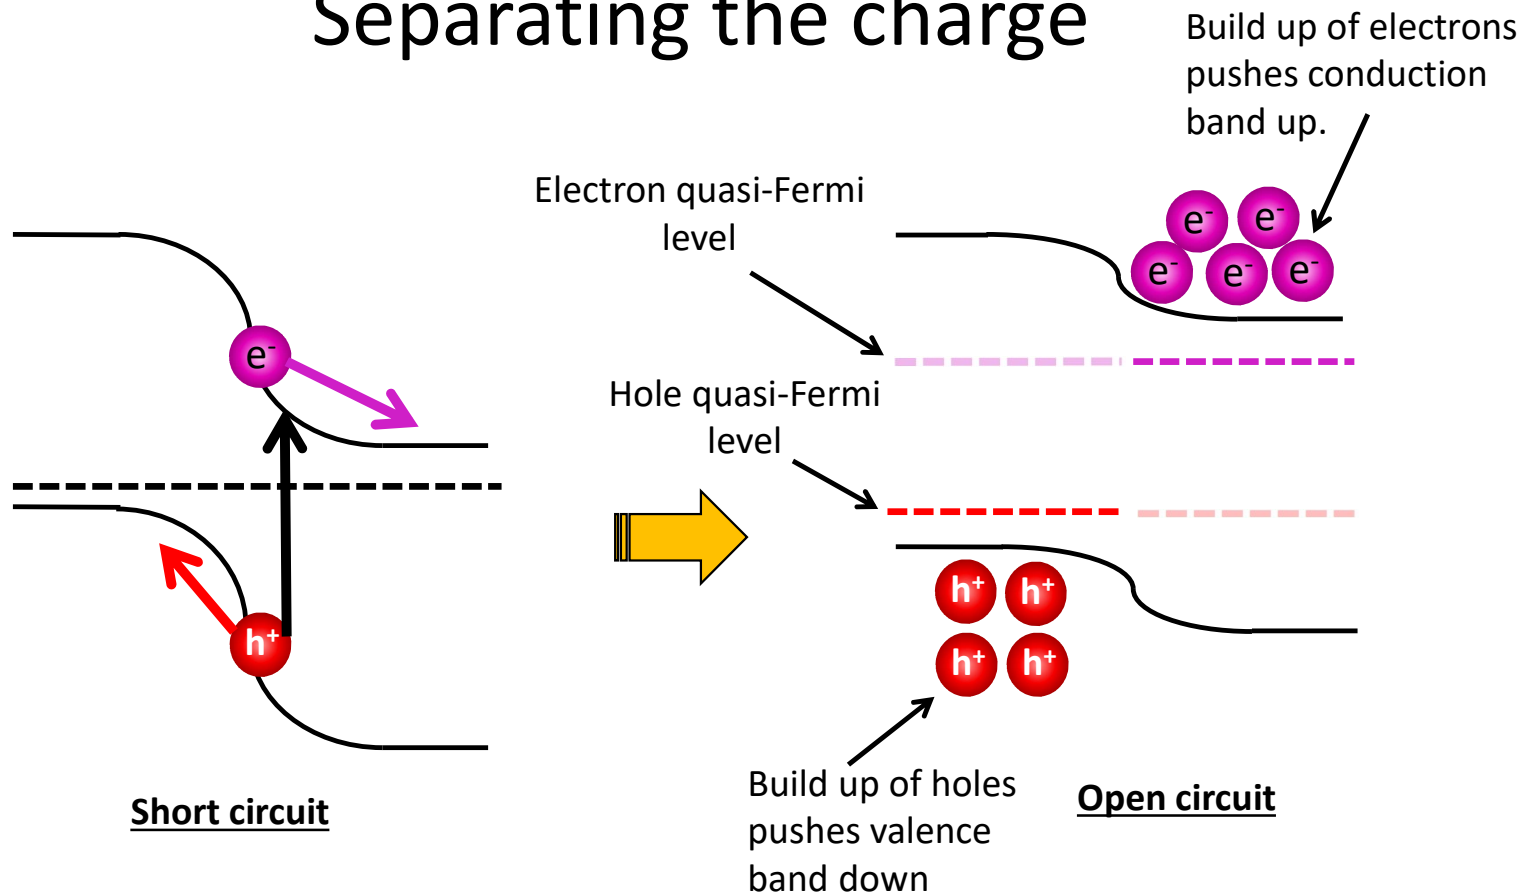 Separating the charge
Build up of electrons
pushes conduction
band up.
Electron quasi-Fermi
level
e-
e-
e-
e-
e-
e-
Hole quasi-Fermi
level
h+
h+
h+
h+
h+
Short circuit
Open circuit
Build up of holes
pushes valence
band down